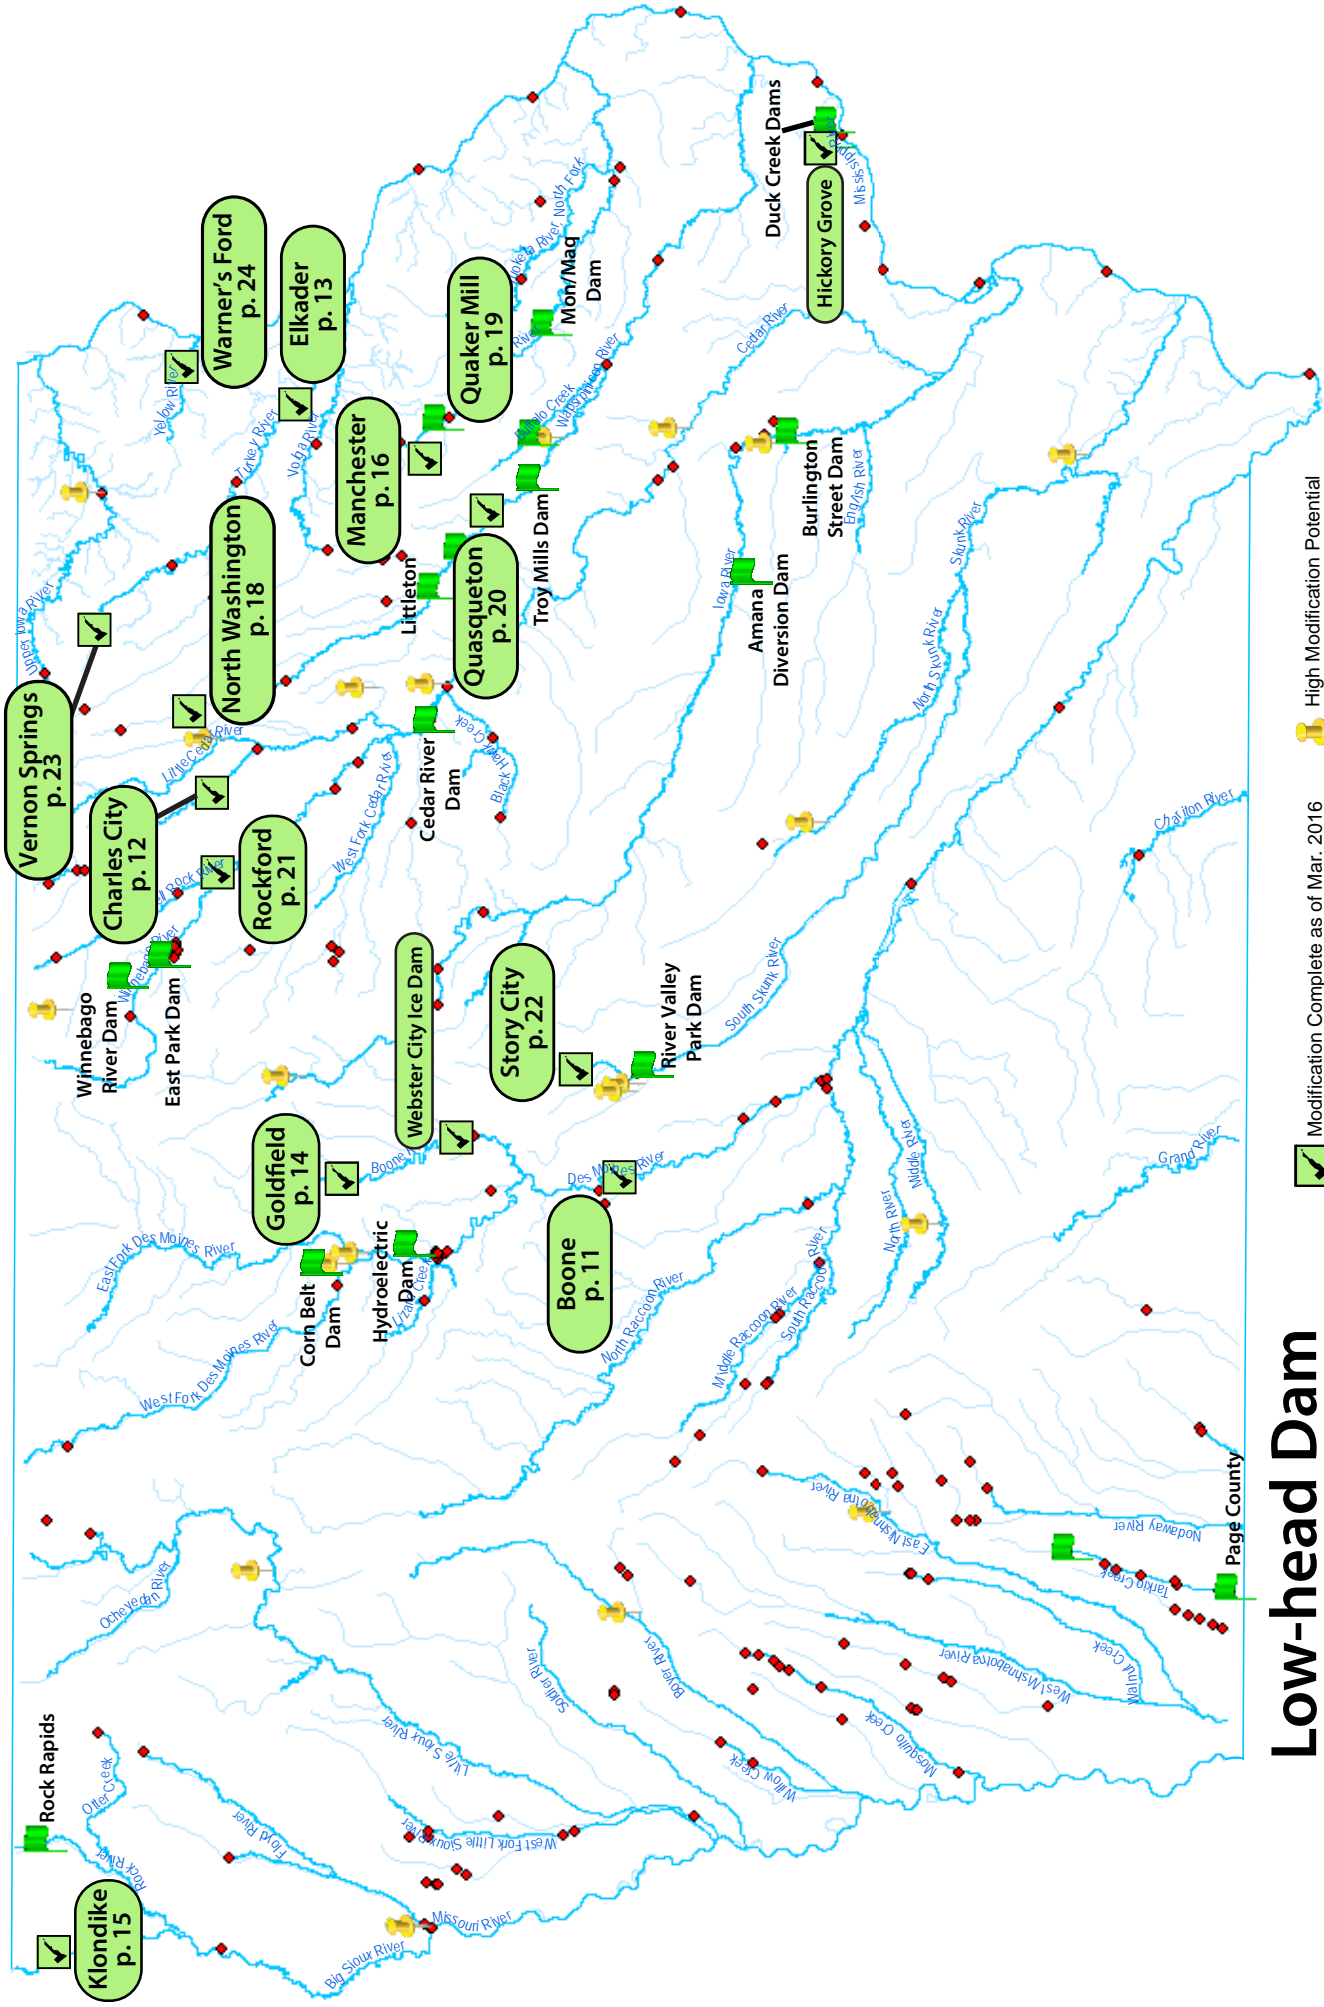 Klondike
p. 15
Rock Rapids
Vernon Springs
p. 23
Charles City
p. 12
Rockford
p. 21
Winnebago
River Dam
East Park Dam
North Washington
p. 18
Warner's Ford
p. 24
Elkader
p. 13
Manchester
p. 16
Quaker Mill
p. 19
Mon/Maq
Dam
Littleton
Quasqueton
p. 20
Troy Mills Dam
Cedar River
Dam
Webster City Ice Dam
Goldfield
p. 14
Corn Belt
Dam
Hydroelectric
Dam
Story City
p. 22
River Valley
Park Dam
Boone
p. 11
Amana
Diversion Dam
Burlington
Street Dam
Duck Creek Dams
Hickory Grove
Page County
Rock River
Otter Creek
Floyd River
Big Sioux River
Missouri River
Ocheyedan River
Little Sioux River
West Fork Little Sioux River
Soldier River
Boyer River
Willow Creek
Mosquito Creek
West Nishnabotna River
Walnut Creek
East Nishnabotna River
Tarkio Creek
Nodaway River
West Fork Des Moines River
East Fork Des Moines River
Lizard Creek
Boone
Des Moines River
North Raccoon River
Middle Raccoon River
South Raccoon River
North River
Middle River
Grand River
Chariton River
South Skunk River
North Skunk River
Skunk River
English River
Iowa River
Cedar River
Winnebago River
Rock River
West Fork Cedar River
Little Cedar River
Black Hawk Creek
Upper Iowa River
Yellow River
Turkey River
Volga River
Buffalo Creek
Wapsipinicon River
River
River, North Fork
Low-head Dam
Modification Complete as of Mar. 2016
High Modification Potential